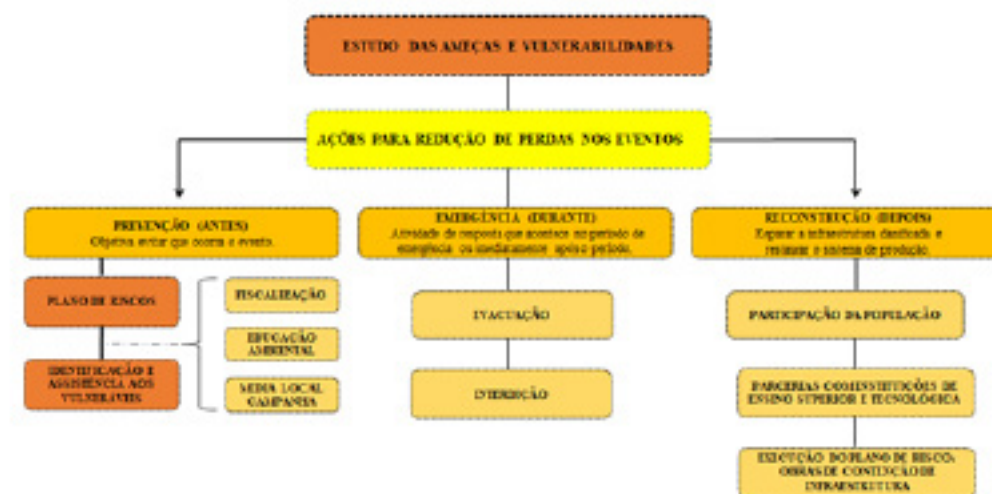 ESTUDO DAS AMEÇAS E VULNERABILIDADES
AÇÕES PARA REDUÇÃO DE PERDAS NOS EVENTOS
PREVENÇÃO (ANTES)
Objetiva evitar que ocorra o evento.
PLANO DE RISCOS
IDENTIFICAÇÃO E
ASSISTÊNCIA AOS
VULNERÁVEIS
FISCALIZAÇÃO
EDUCAÇÃO
AMBIENTAL
MEDIA LOCAL
CAMPANHA
EMERGÊNCIA (DURANTE)
Atividade de resposta que acontece no período de
emergência ou imediatamente após o período.
EVACUAÇÃO
INTERDIÇÃO
RECONSTRUÇÃO (DEPOIS)
a infraestrutura danificada e
restaurar o sistema de produção.
PARTICIPAÇÃO DA POPULAÇÃO
PARCERIAS COM INSTITUIÇÕES DE
ENSINO SUPERIOR E TECNOLÓGICA
EXECUÇÃO DO PLANO DE RISCO:
OBRAS DE CONTENÇÃO DE
INFRAESTRUTURA